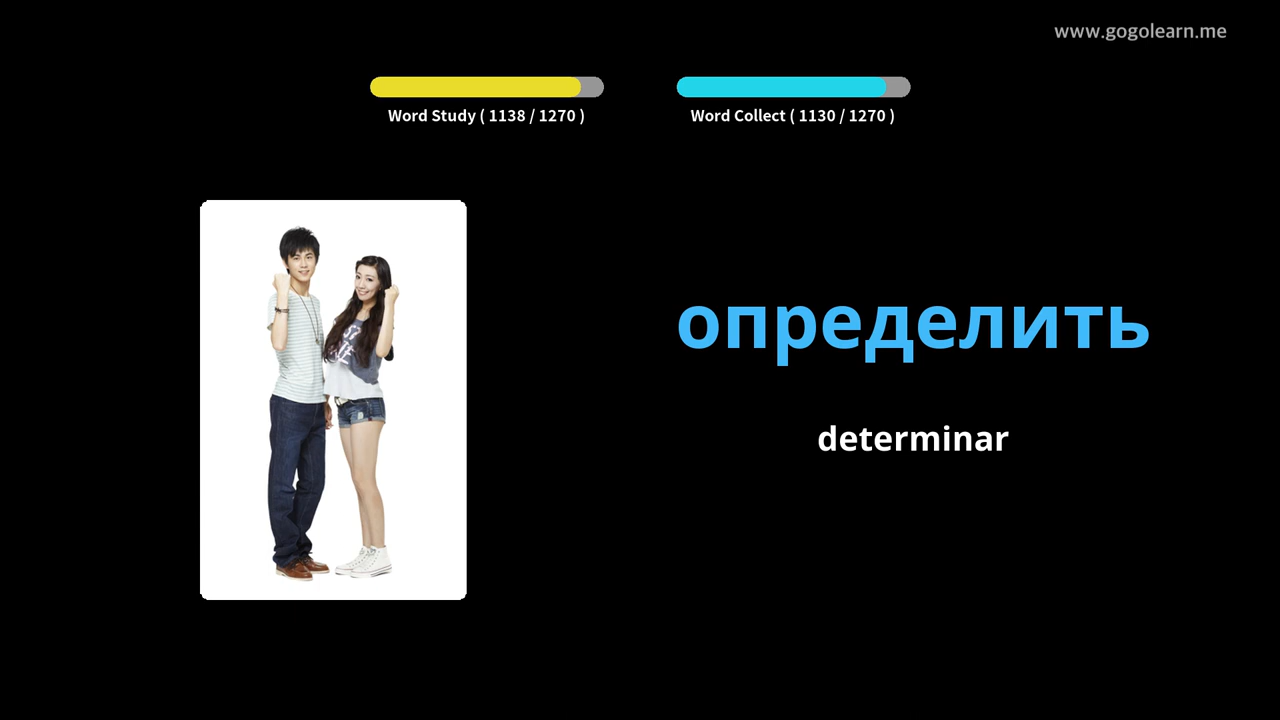 www.gogolearn.me
Word Study ( 1138 / 1270 )
Word Collect ( 1130 / 1270 )
определить
determinar